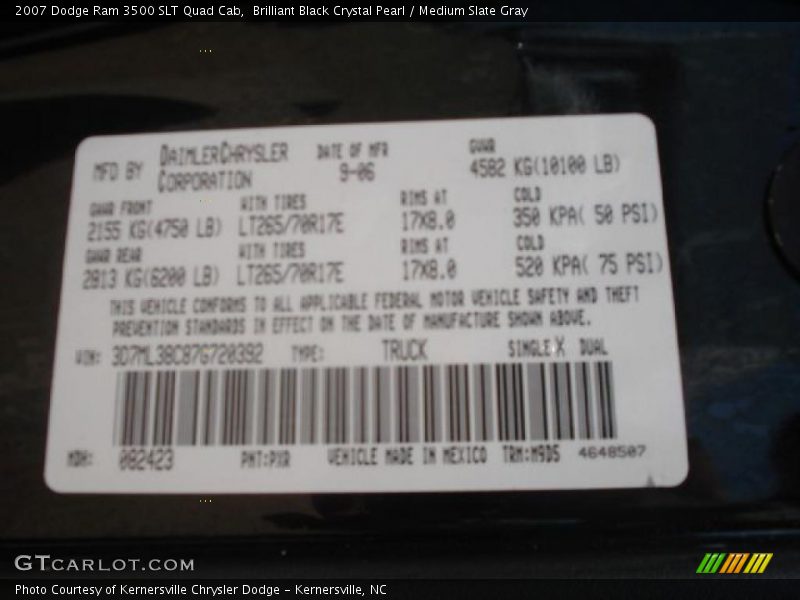 2007 Dodge Ram 3500 SLT Quad Cab, Brilliant Black Crystal Pearl / Medium Slate Gray
MFD BY DAIMLERCHRYSLER CORPORATION DATE OF MFR 9-06 GVWR 4582 KG(10100 LB)
GAWR FRONT WITH TIRES RIMS AT COLD
2155 KG(4750 LB) LT265/70R17E 17X8.0 350 KPA( 50 PSI)
GAWR REAR WITH TIRES RIMS AT COLD
2813 KG(6200 LB) LT265/70R17E 17X8.0 520 KPA( 75 PSI)
THIS VEHICLE CONFORMS TO ALL APPLICABLE FEDERAL MOTOR VEHICLE SAFETY AND THEFT
PREVENTION STANDARDS IN EFFECT ON THE DATE OF MANUFACTURE SHOWN ABOVE.
VIN: 3D7ML38C87G720392 TYPE: TRUCK SINGLE X DUAL
MDH: 082423 PNT:PXR VEHICLE MADE IN MEXICO TRM:M9D5 4648507
GTCARLOT.COM
Photo Courtesy of Kernersville Chrysler Dodge - Kernersville, NC